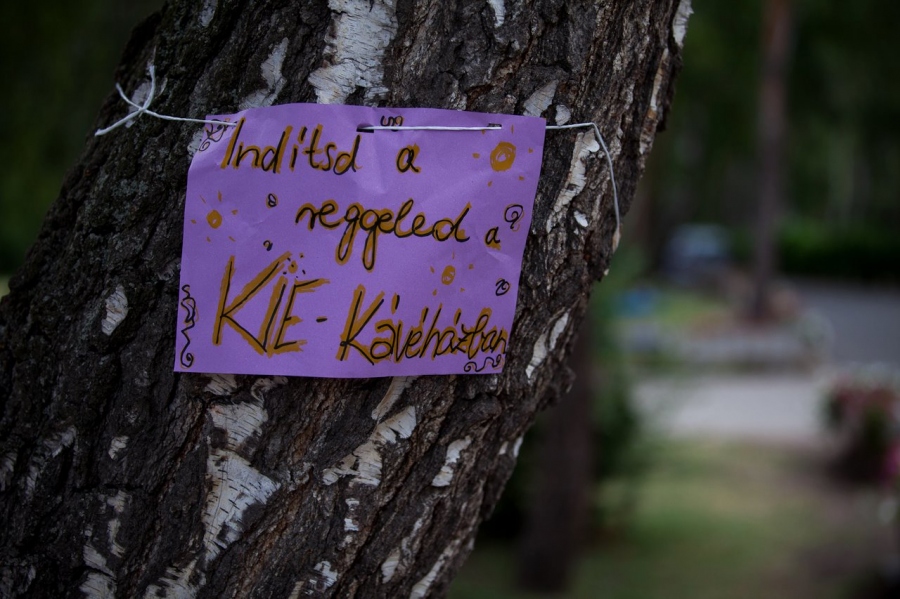 Indítsd a
reggeled a
KIE-Kávéházban